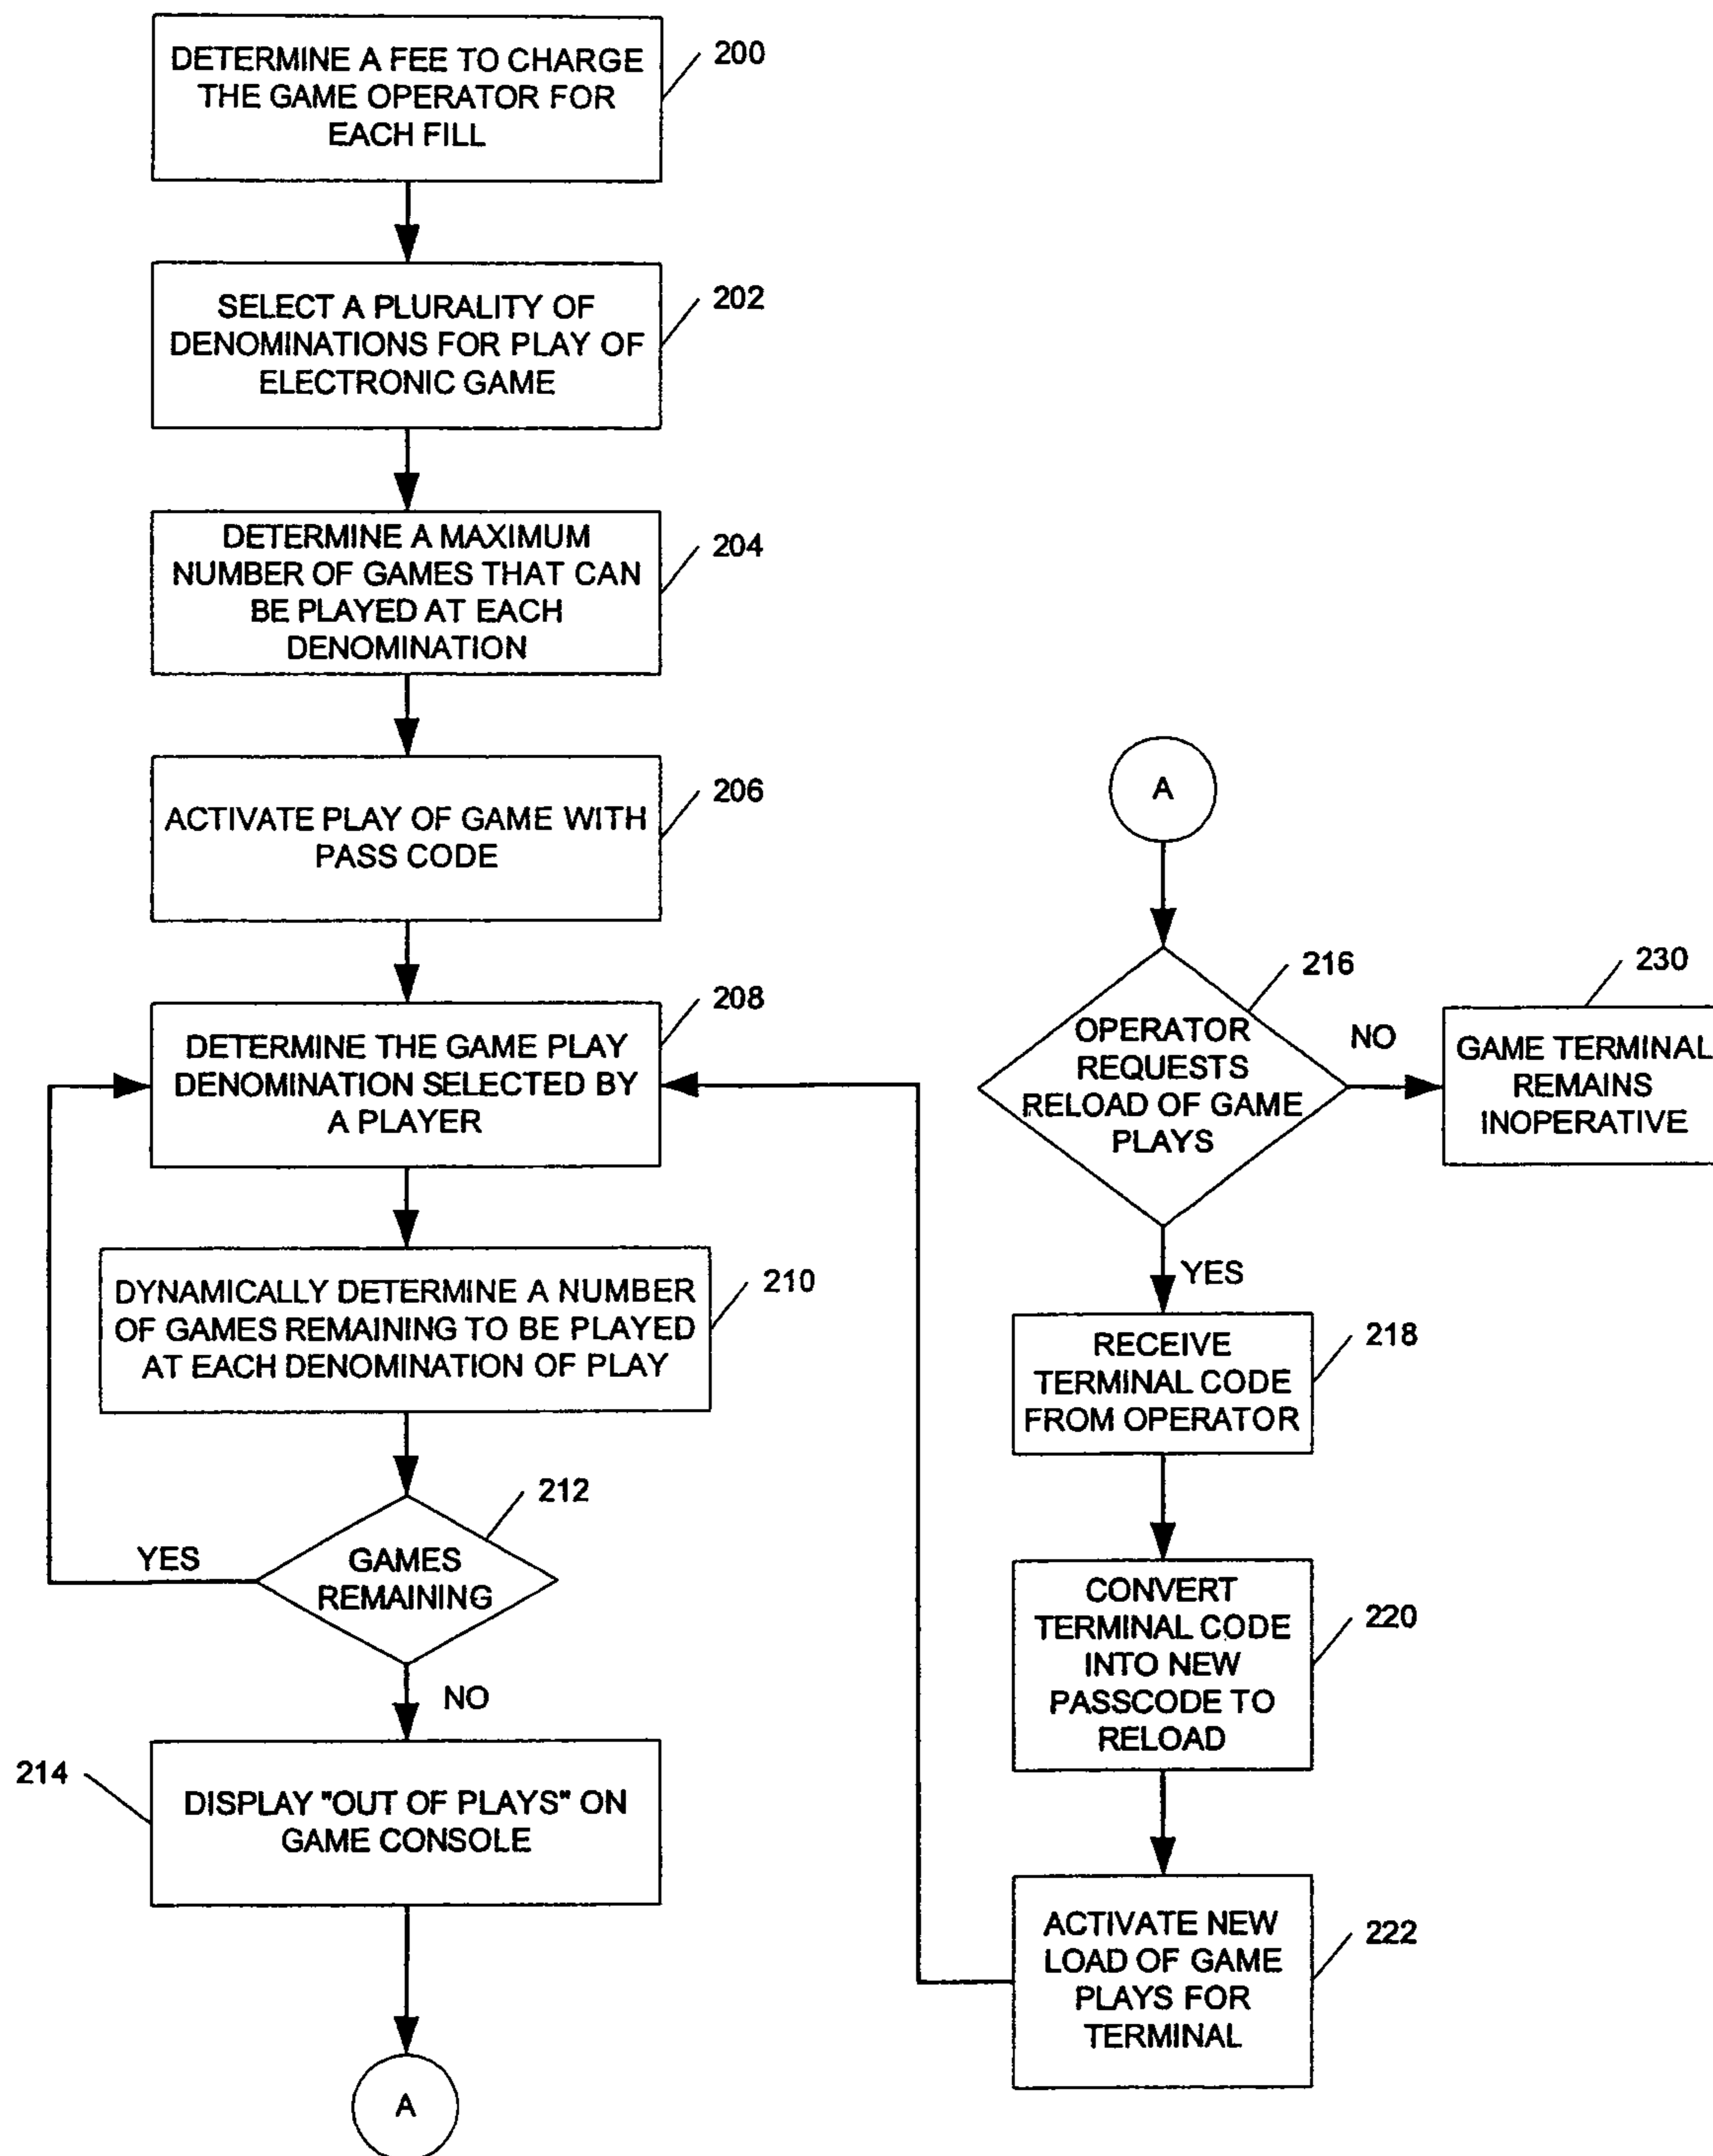 DETERMINE A FEE TO CHARGE
THE GAME OPERATOR FOR
EACH FILL
200
SELECT A PLURALITY OF
DENOMINATIONS FOR PLAY OF
ELECTRONIC GAME
202
DETERMINE A MAXIMUM
NUMBER OF GAMES THAT CAN
BE PLAYED AT EACH
DENOMINATION
204
ACTIVATE PLAY OF GAME WITH
PASS CODE
206
DETERMINE THE GAME PLAY
DENOMINATION SELECTED BY
A PLAYER
208
DYNAMICALLY DETERMINE A NUMBER
OF GAMES REMAINING TO BE PLAYED
AT EACH DENOMINATION OF PLAY
210
GAMES
REMAINING
212
YES
NO
DISPLAY "OUT OF PLAYS" ON
GAME CONSOLE
214
A
A
OPERATOR
REQUESTS
RELOAD OF GAME
PLAYS
216
NO
GAME TERMINAL
REMAINS
INOPERATIVE
230
YES
RECEIVE
TERMINAL CODE
FROM OPERATOR
218
CONVERT
TERMINAL CODE
INTO NEW
PASSCODE TO
RELOAD
220
ACTIVATE NEW
LOAD OF GAME
PLAYS FOR
TERMINAL
222